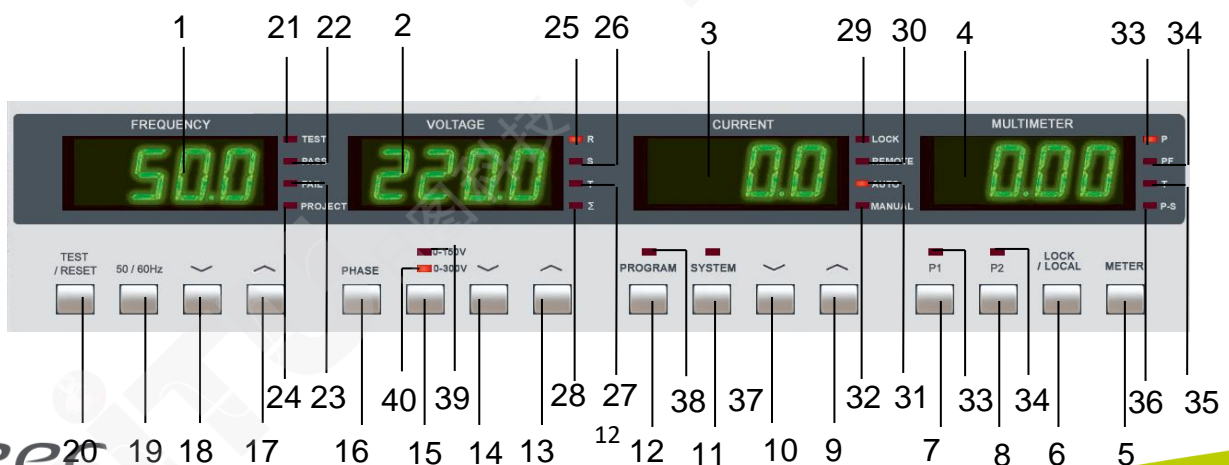 1 21 22 2 25 26 3 29 30 4 33 34
FREQUENCY VOLTAGE CURRENT MULTIMETER
50.0 220.0 0.0 0.00
TEST R LOCK P
PASS S REMOTE PF
FAIL T AUTO T
PROJECT Σ MANUAL P-S
TEST / RESET
50 / 60Hz
PHASE
0-150V
0-300V
PROGRAM
SYSTEM
P1
P2
LOCK / LOCAL
METER
24 23 40 39 28 27 38 37 32 31 33 34 36 35
20 19 18 17 16 15 14 13 12 12 11 10 9 7 8 6 5